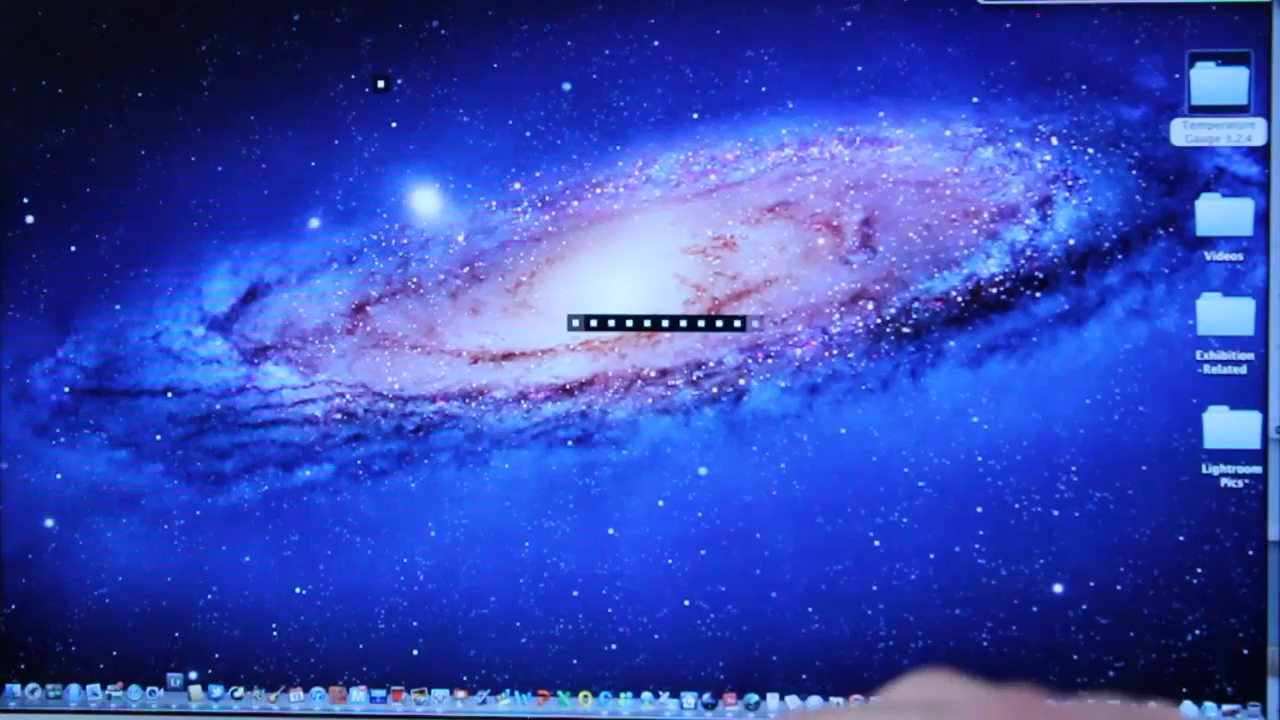 Temperature
Gauge 3.2.4
Videos
Exhibition
-Related
Lightroom
Pics